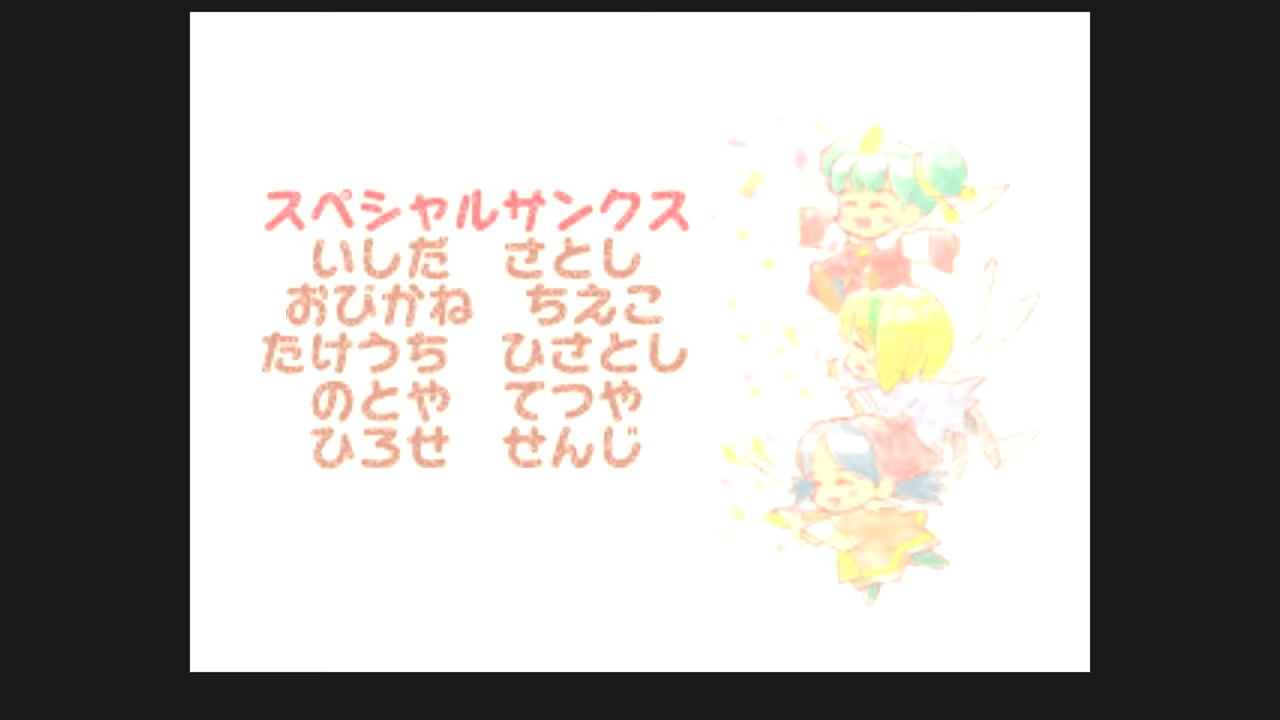 スペシャルサンクス
いしだ　さとし
おびかね　ちえこ
たけうち　ひさとし
のとや　てつや
ひろせ　せんじ